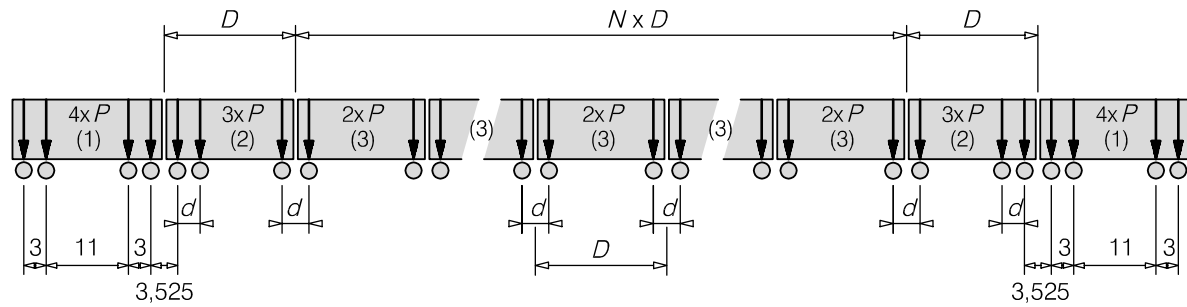 D N x D D
4x P 3x P 2x P 2x P 2x P 3x P 4x P
(1) (2) (3) (3) (3) (3) (3) (2) (1)
d d d d d d
3 11 3 D 3 11 3
3,525 3,525